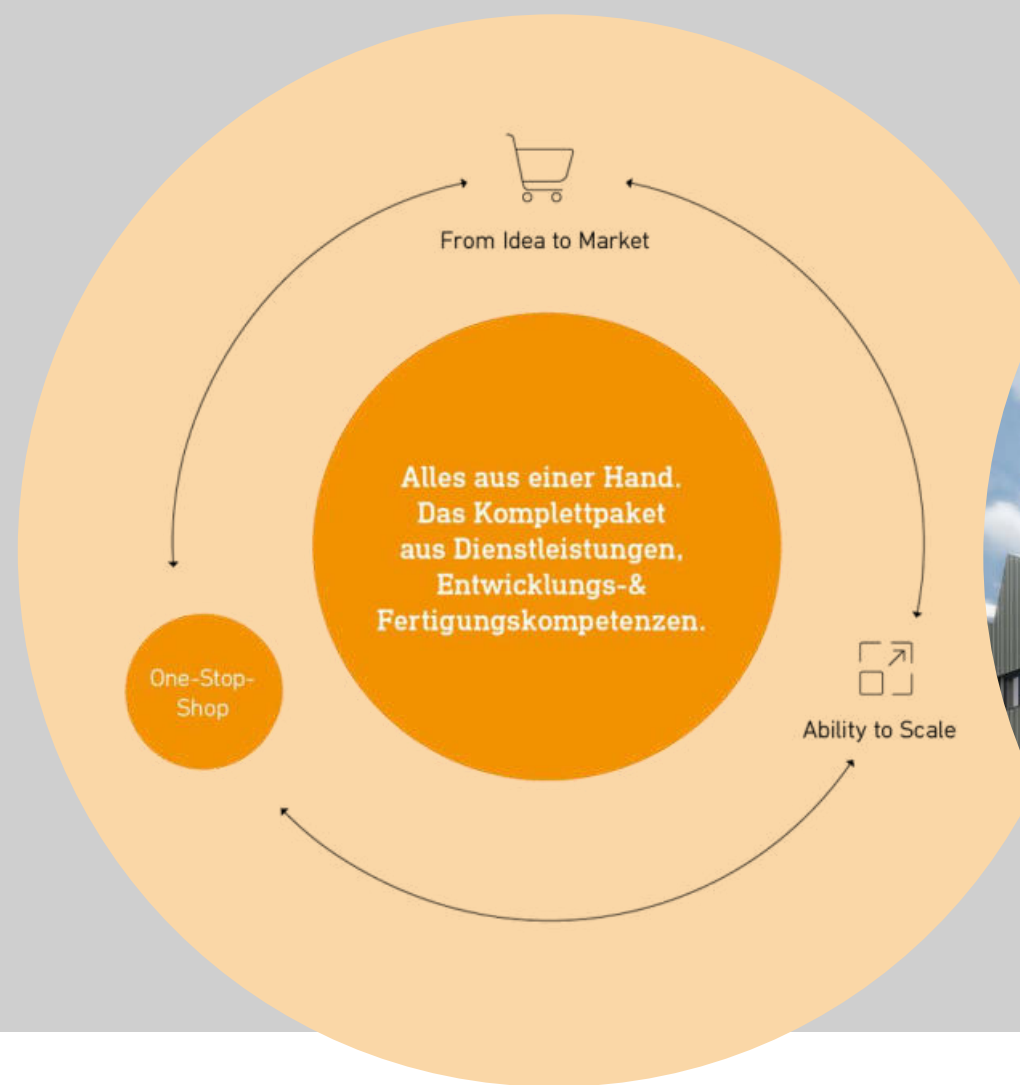 From Idea to Market
Alles aus einer Hand.
Das Komplettpaket
aus Dienstleistungen,
Entwicklungs-&
Fertigungskompetenzen.
One-Stop-
Shop
Ability to Scale